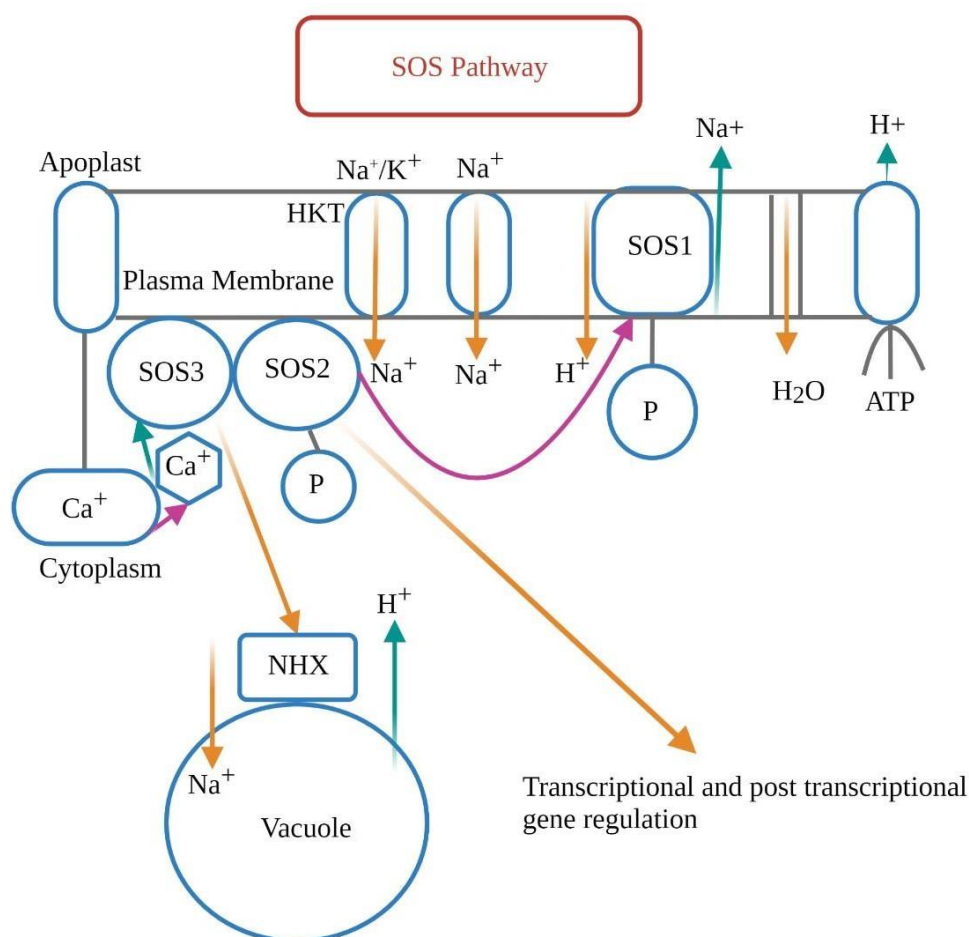 SOS Pathway
Na+
H+
Apoplast
Na⁺/K⁺
Na⁺
HKT
SOS1
Plasma Membrane
SOS3
SOS2
Na⁺
Na⁺
H⁺
H2O
ATP
P
Ca⁺
P
Ca⁺
Cytoplasm
H⁺
NHX
Na⁺
Vacuole
Transcriptional and post transcriptional
gene regulation